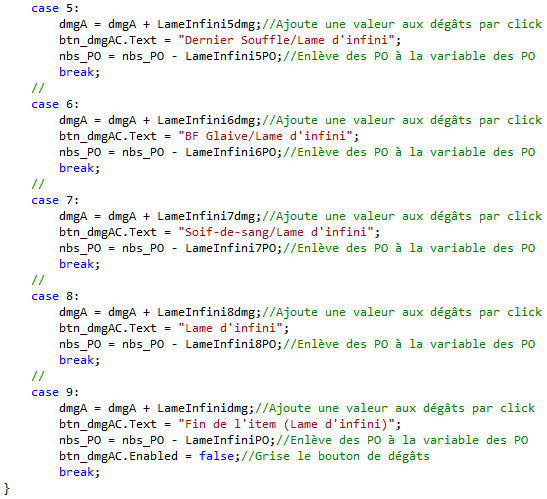 case 5:
dmgA = dmgA + LameInfini5dmg;//Ajoute une valeur aux dégâts par click
btn_dmgAC.Text = "Dernier Souffle/Lame d'infini";
nbs_PO = nbs_PO - LameInfini5PO;//Enlève des PO à la variable des PO
break;
//
case 6:
dmgA = dmgA + LameInfini6dmg;//Ajoute une valeur aux dégâts par click
btn_dmgAC.Text = "BF Glaive/Lame d'infini";
nbs_PO = nbs_PO - LameInfini6PO;//Enlève des PO à la variable des PO
break;
//
case 7:
dmgA = dmgA + LameInfini7dmg;//Ajoute une valeur aux dégâts par click
btn_dmgAC.Text = "Soif-de-sang/Lame d'infini";
nbs_PO = nbs_PO - LameInfini7PO;//Enlève des PO à la variable des PO
break;
//
case 8:
dmgA = dmgA + LameInfini8dmg;//Ajoute une valeur aux dégâts par click
btn_dmgAC.Text = "Lame d'infini";
nbs_PO = nbs_PO - LameInfini8PO;//Enlève des PO à la variable des PO
break;
//
case 9:
dmgA = dmgA + LameInfinidmg;//Ajoute une valeur aux dégâts par click
btn_dmgAC.Text = "Fin de l'item (Lame d'infini)";
nbs_PO = nbs_PO - LameInfiniPO;//Enlève des PO à la variable des PO
btn_dmgAC.Enabled = false;//Grise le bouton de dégâts
break;
}